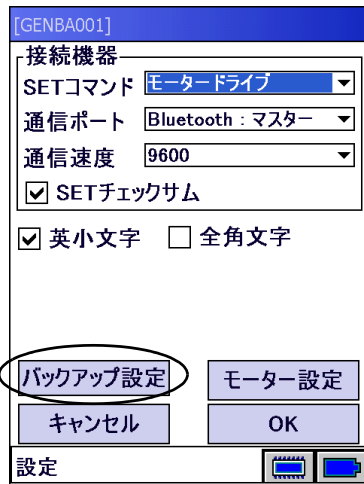 [GENBA001]
接続機器
SETコマンド モータードライブ
通信ポート Bluetooth：マスター
通信速度 9600
SETチェックサム
英小文字 全角文字
バックアップ設定 モーター設定
キャンセル OK
設定